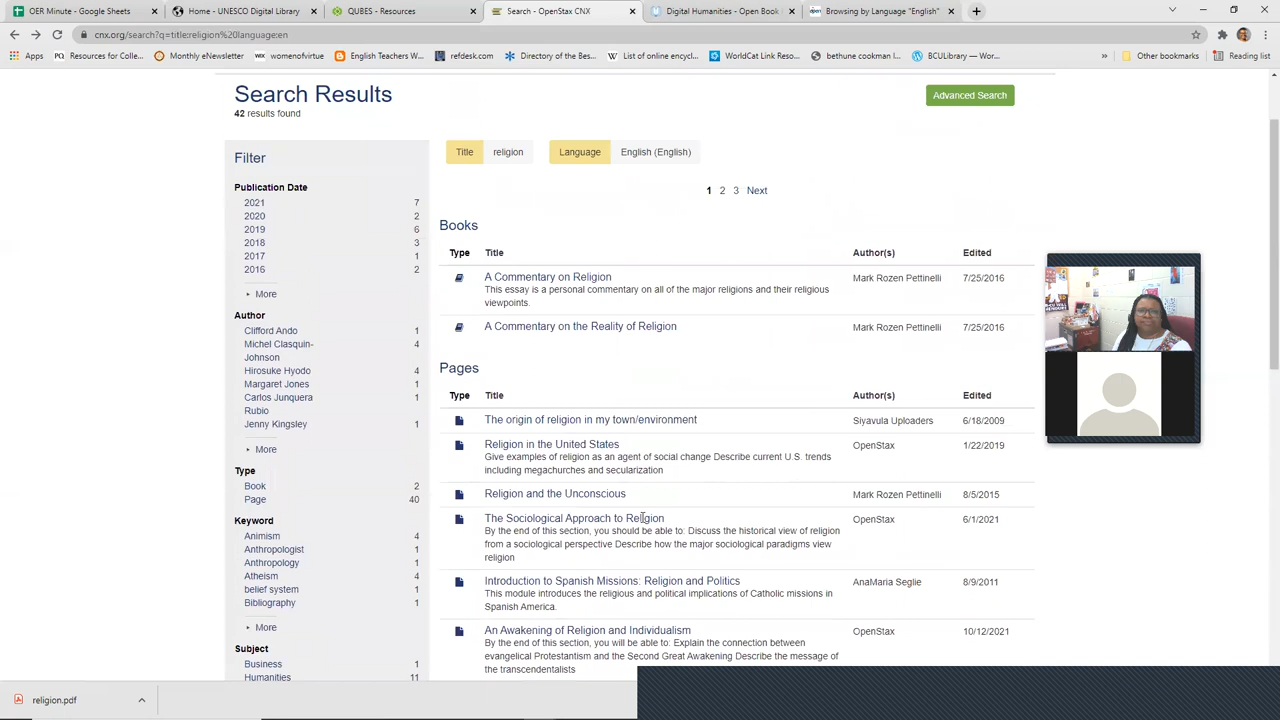 OER Minute - Google Sheets
Home - UNESCO Digital Library
QUBES - Resources
Search - OpenStax CNX
Digital Humanities - Open Book
Browsing by Language "English"
cnx.org/search?q=title:religion%20language:en
Apps
Resources for Colle...
Monthly eNewsletter
womenofvirtue
English Teachers W...
refdesk.com
Directory of the Bes...
List of online encycl...
WorldCat Link Reso...
bethune cookman l...
BCULibrary — Wor...
»
Other bookmarks
Reading list
Search Results
42 results found
Advanced Search
Filter
Title religion
Language English (English)
1 2 3 Next
Publication Date
2021 7
2020 2
2019 6
2018 3
2017 1
2016 2
More
Author
Clifford Ando 1
Michel Clasquin- 4
Johnson
Hirosuke Hyodo 4
Margaret Jones 1
Carlos Junquera 1
Rubio
Jenny Kingsley 1
More
Type
Book 2
Page 40
Keyword
Animism 4
Anthropologist 1
Anthropology 1
Atheism 4
belief system 1
Bibliography 1
More
Subject
Business 1
Humanities 11
Books
Type Title Author(s) Edited
A Commentary on Religion Mark Rozen Pettinelli 7/25/2016
This essay is a personal commentary on all of the major religions and their religious
viewpoints.
A Commentary on the Reality of Religion Mark Rozen Pettinelli 7/25/2016
Pages
Type Title Author(s) Edited
The origin of religion in my town/environment Siyavula Uploaders 6/18/2009
Religion in the United States OpenStax 1/22/2019
Give examples of religion as an agent of social change Describe current U.S. trends
including megachurches and secularization
Religion and the Unconscious Mark Rozen Pettinelli 8/5/2015
The Sociological Approach to Religion OpenStax 6/1/2021
By the end of this section, you should be able to: Discuss the historical view of religion
from a sociological perspective Describe how the major sociological paradigms view
religion
Introduction to Spanish Missions: Religion and Politics AnaMaria Seglie 8/9/2011
This module introduces the religious and political implications of Catholic missions in
Spanish America.
An Awakening of Religion and Individualism OpenStax 10/12/2021
By the end of this section, you will be able to: Explain the connection between
evangelical Protestantism and the Second Great Awakening Describe the message of
the transcendentalists
religion.pdf